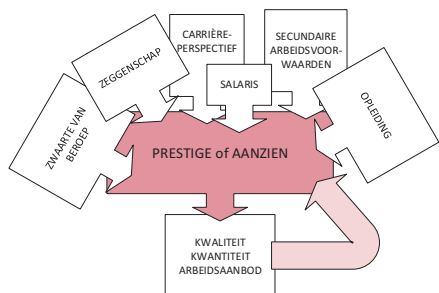 ZWAARTE VAN
BEROEP
ZEGGENSCHAP
CARRIÈRE-
PERSPECTIEF
SALARIS
SECUNDAIRE
ARBEIDSVOOR-
WAARDEN
OPLEIDING
PRESTIGE of AANZIEN
KWALITEIT
KWANTITEIT
ARBEIDSAANBOD